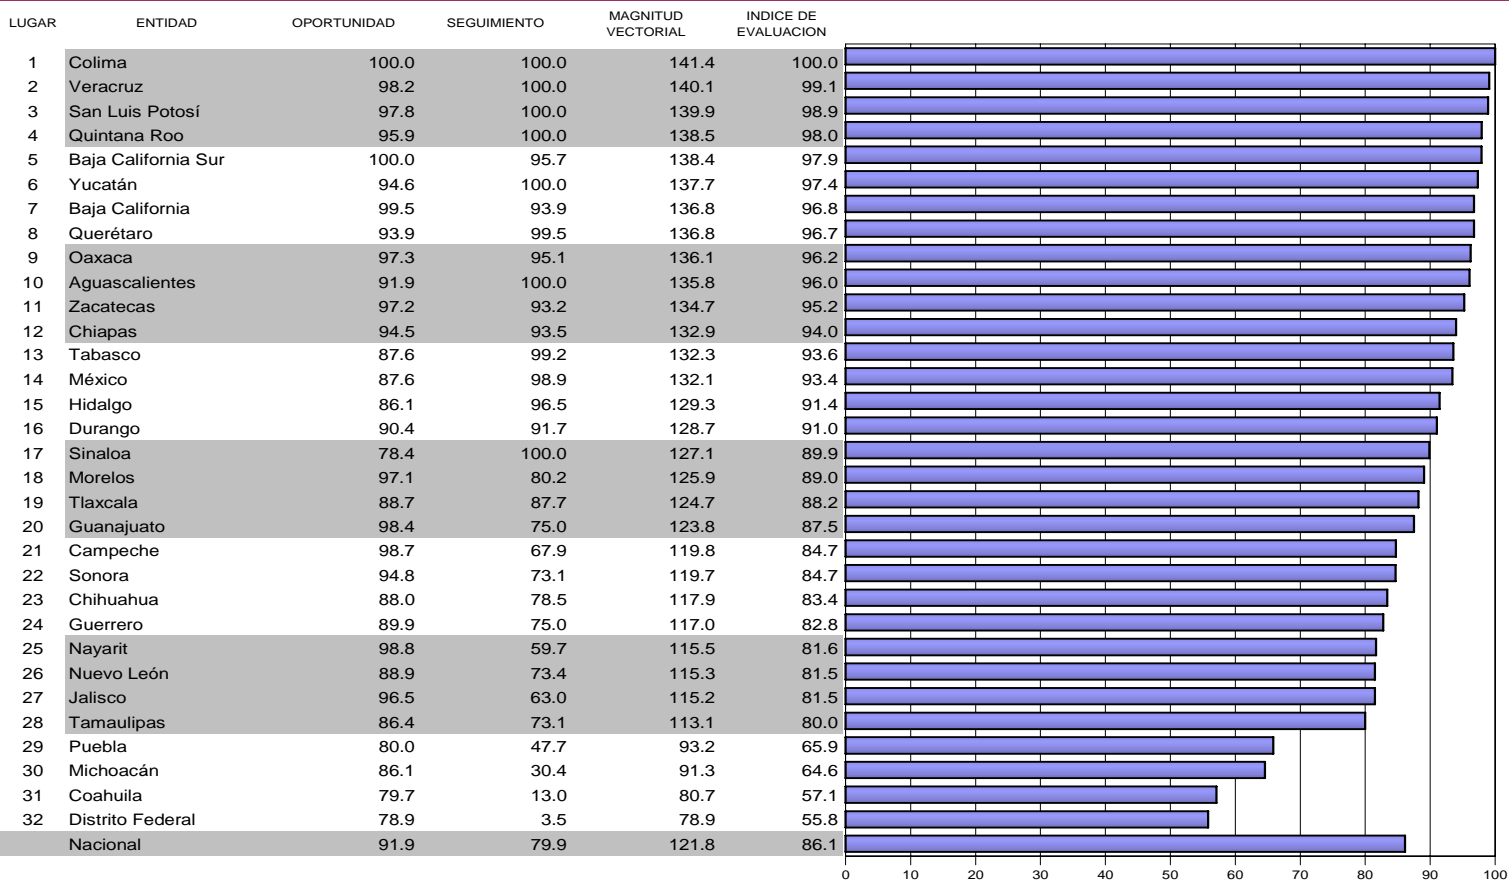 LUGAR ENTIDAD OPORTUNIDAD SEGUIMIENTO MAGNITUD VECTORIAL INDICE DE EVALUACION
1 Colima 100.0 100.0 141.4 100.0
2 Veracruz 98.2 100.0 140.1 99.1
3 San Luis Potosí 97.8 100.0 139.9 98.9
4 Quintana Roo 95.9 100.0 138.5 98.0
5 Baja California Sur 100.0 95.7 138.4 97.9
6 Yucatán 94.6 100.0 137.7 97.4
7 Baja California 99.5 93.9 136.8 96.8
8 Querétaro 93.9 99.5 136.8 96.7
9 Oaxaca 97.3 95.1 136.1 96.2
10 Aguascalientes 91.9 100.0 135.8 96.0
11 Zacatecas 97.2 93.2 134.7 95.2
12 Chiapas 94.5 93.5 132.9 94.0
13 Tabasco 87.6 99.2 132.3 93.6
14 México 87.6 98.9 132.1 93.4
15 Hidalgo 86.1 96.5 129.3 91.4
16 Durango 90.4 91.7 128.7 91.0
17 Sinaloa 78.4 100.0 127.1 89.9
18 Morelos 97.1 80.2 125.9 89.0
19 Tlaxcala 88.7 87.7 124.7 88.2
20 Guanajuato 98.4 75.0 123.8 87.5
21 Campeche 98.7 67.9 119.8 84.7
22 Sonora 94.8 73.1 119.7 84.7
23 Chihuahua 88.0 78.5 117.9 83.4
24 Guerrero 89.9 75.0 117.0 82.8
25 Nayarit 98.8 59.7 115.5 81.6
26 Nuevo León 88.9 73.4 115.3 81.5
27 Jalisco 96.5 63.0 115.2 81.5
28 Tamaulipas 86.4 73.1 113.1 80.0
29 Puebla 80.0 47.7 93.2 65.9
30 Michoacán 86.1 30.4 91.3 64.6
31 Coahuila 79.7 13.0 80.7 57.1
32 Distrito Federal 78.9 3.5 78.9 55.8
Nacional 91.9 79.9 121.8 86.1
0 10 20 30 40 50 60 70 80 90 100